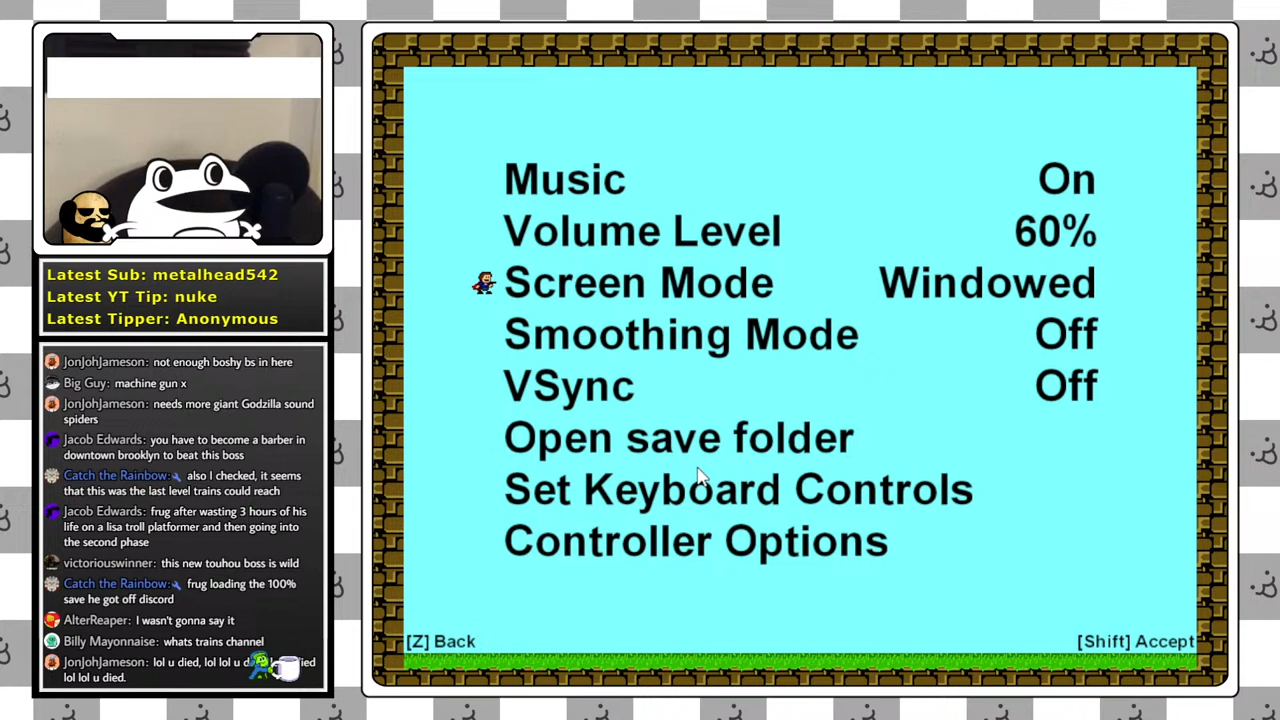 Latest Sub: metalhead542
Latest YT Tip: nuke
Latest Tipper: Anonymous
JonJohJameson: not enough boshy bs in here
Big Guy: machine gun x
JonJohJameson: needs more giant Godzilla sound
spiders
Jacob Edwards: you have to become a barber in
downtown brooklyn to beat this boss
Catch the Rainbow: also I checked, it seems
that this was the last level trains could reach
Jacob Edwards: frug after wasting 3 hours of his
life on a lisa troll platformer and then going into
the second phase
victoriouswinner: this new touhou boss is wild
Catch the Rainbow: frug loading the 100%
save he got off discord
AlterReaper: I wasn't gonna say it
Billy Mayonnaise: whats trains channel
JonJohJameson: lol u died, lol lol u d
lol lol u died.
Music On
Volume Level 60%
Screen Mode Windowed
Smoothing Mode Off
VSync Off
Open save folder
Set Keyboard Controls
Controller Options
[Z] Back
[Shift] Accept